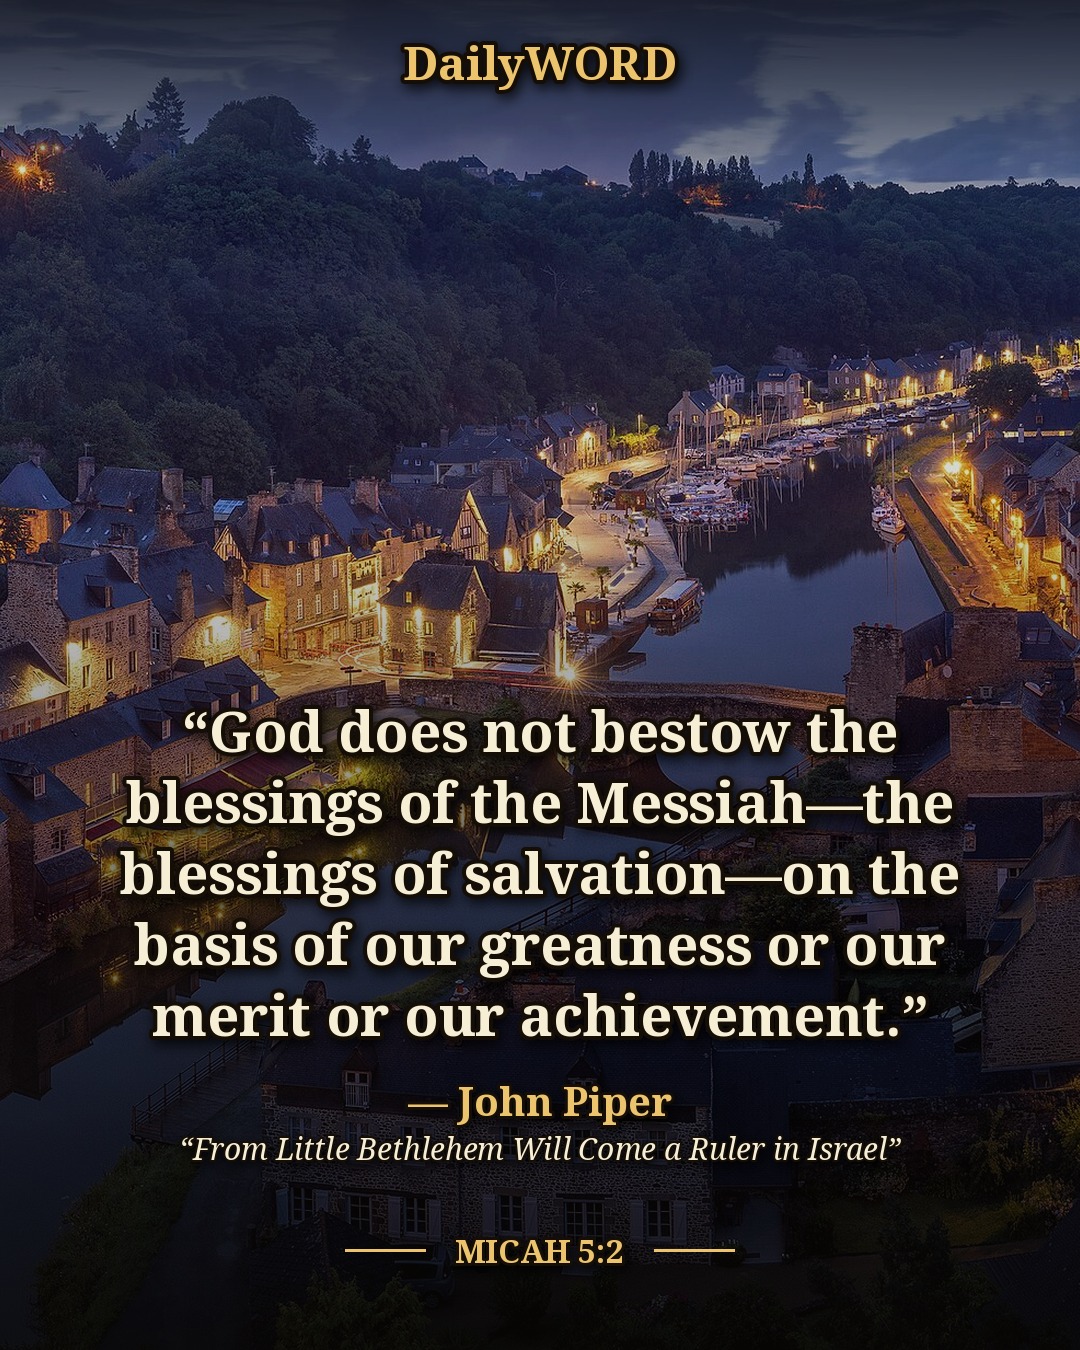 DailyWORD
“God does not bestow the
blessings of the Messiah—the
blessings of salvation—on the
basis of our greatness or our
merit or our achievement.”
— John Piper
“From Little Bethlehem Will Come a Ruler in Israel”
MICAH 5:2